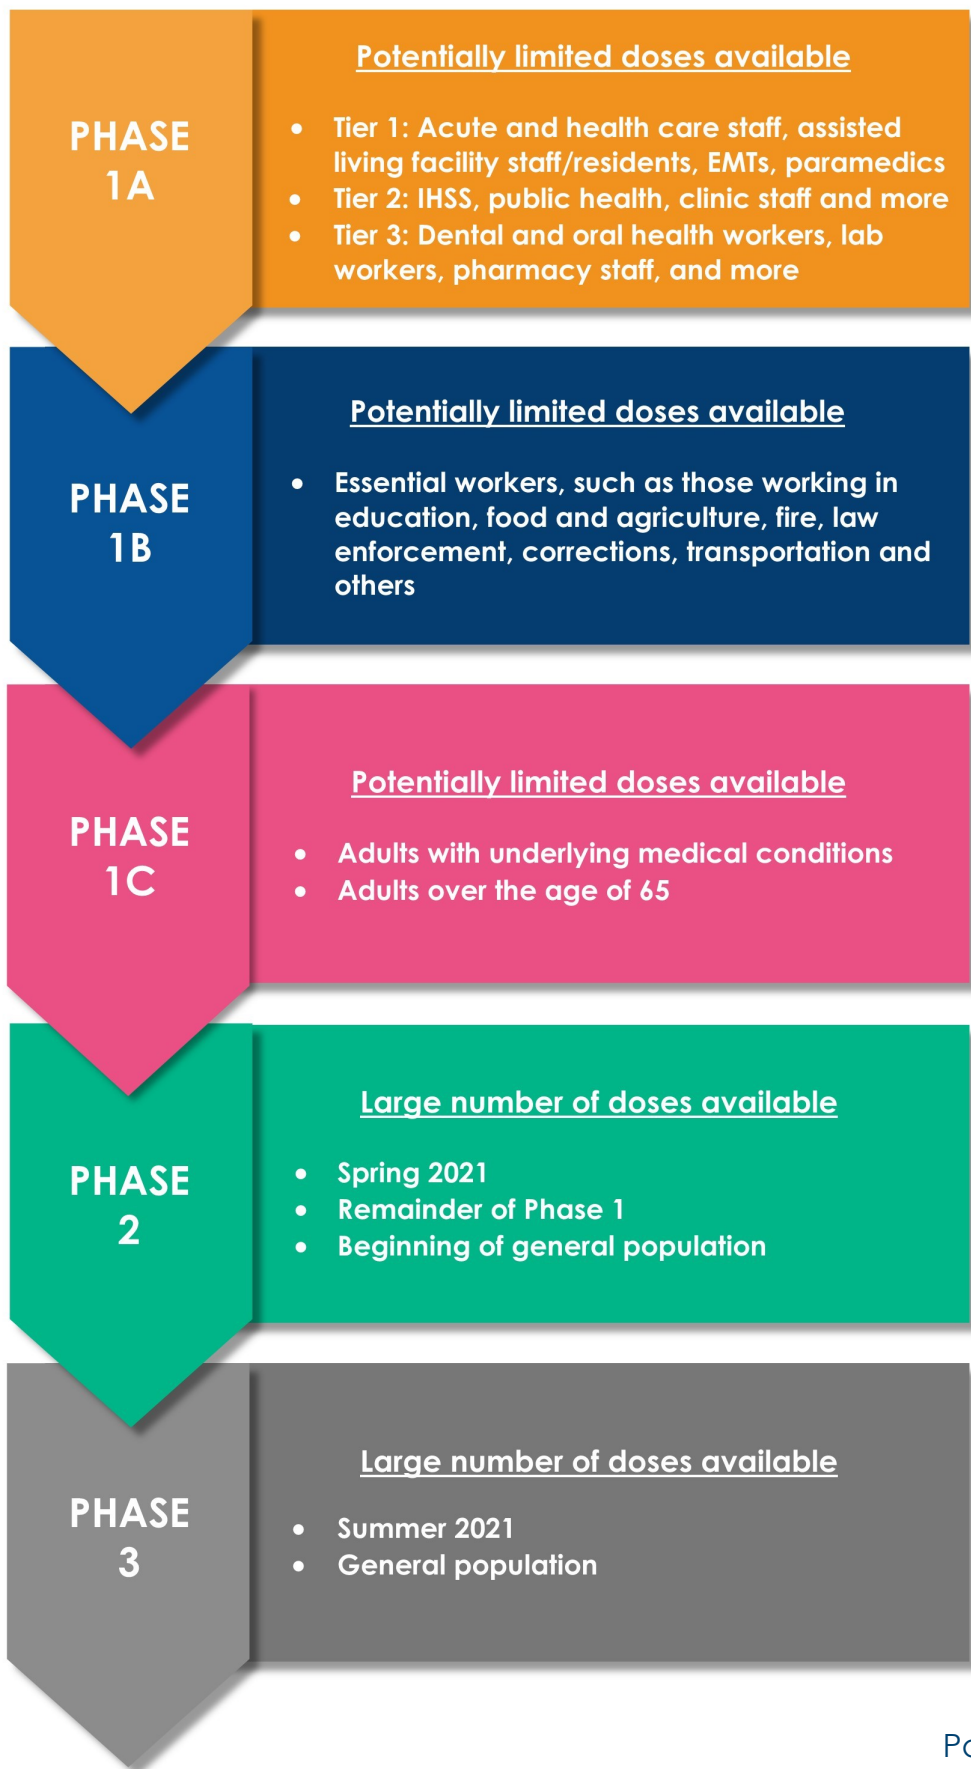 PHASE
1A
Potentially limited doses available
• Tier 1: Acute and health care staff, assisted
living facility staff/residents, EMTs, paramedics
• Tier 2: IHSS, public health, clinic staff and more
• Tier 3: Dental and oral health workers, lab
workers, pharmacy staff, and more
PHASE
1B
Potentially limited doses available
• Essential workers, such as those working in
education, food and agriculture, fire, law
enforcement, corrections, transportation and
others
PHASE
1C
Potentially limited doses available
• Adults with underlying medical conditions
• Adults over the age of 65
PHASE
2
Large number of doses available
• Spring 2021
• Remainder of Phase 1
• Beginning of general population
PHASE
3
Large number of doses available
• Summer 2021
• General population